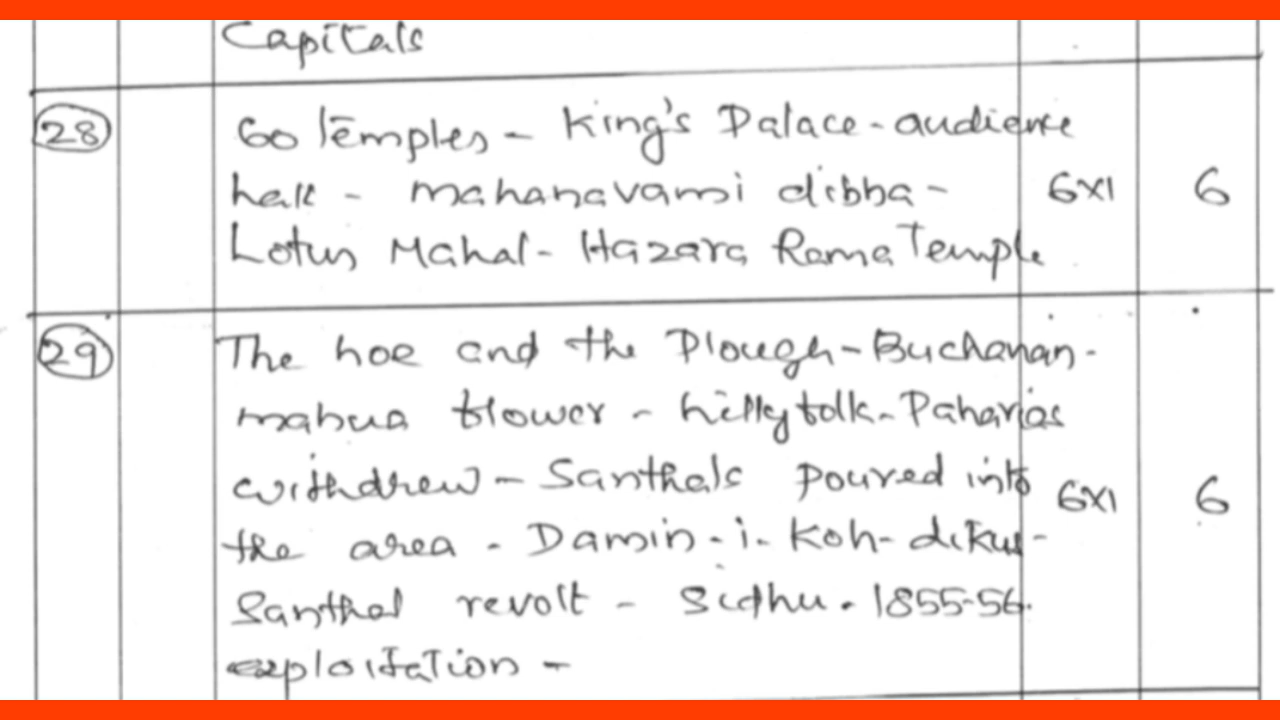 Capitals
28 60 Temples - King's Palace - audience
hall - mahanavami dibba -
6x1 6
Lotus Mahal - Hazara Rama Temple
29 The hoe and the Plough - Buchanan -
mahua flower - hilly folk - Paharias
withdrew - Santhals poured into
6x1 6
the area - Damin-i-Koh - dikus -
Santhal revolt - Sidhu - 1855-56.
exploitation -